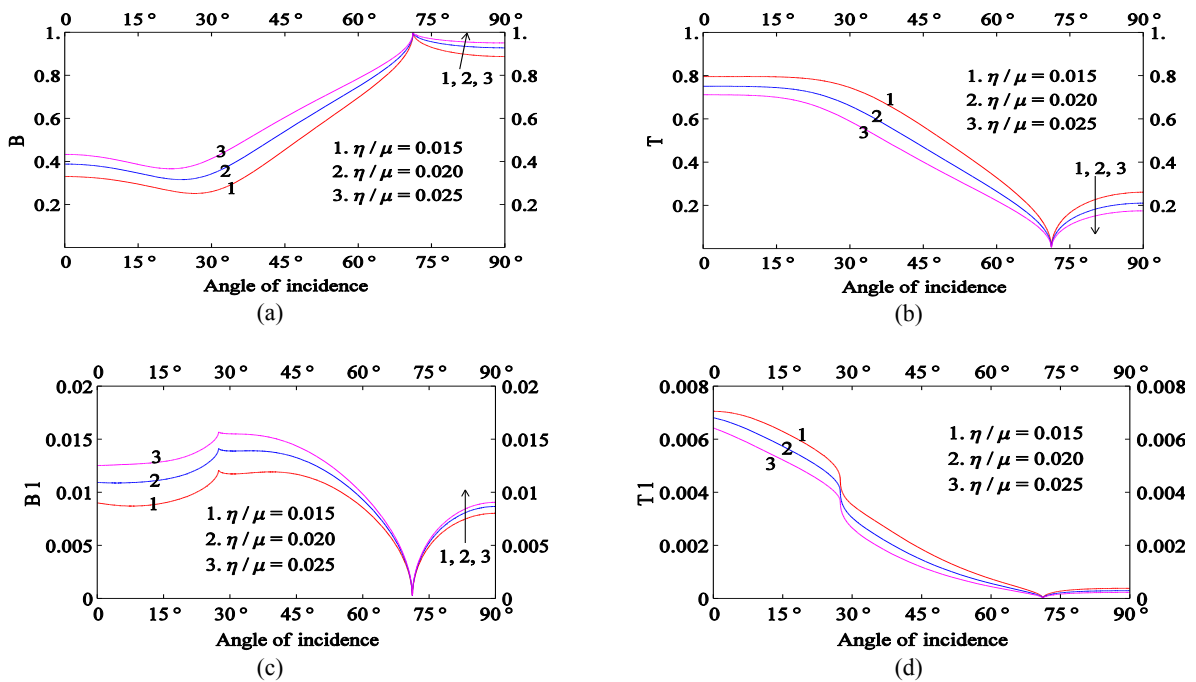 0 15° 30° 45° 60° 75° 90°
1. 1.
0.8 0.8
0.6 0.6
0.4 0.4
0.2 0.2
B
1, 2, 3
3
2
1
1. η / μ = 0.015
2. η / μ = 0.020
3. η / μ = 0.025
0 15° 30° 45° 60° 75° 90°
Angle of incidence
(a)
0 15° 30° 45° 60° 75° 90°
1. 1.
0.8 0.8
0.6 0.6
0.4 0.4
0.2 0.2
T
1
2
3
1. η / μ = 0.015
2. η / μ = 0.020
3. η / μ = 0.025
1, 2, 3
0 15° 30° 45° 60° 75° 90°
Angle of incidence
(b)
0 15° 30° 45° 60° 75° 90°
0.02 0.02
0.015 0.015
0.01 0.01
0.005 0.005
0 0
B 1
3
2
1
1. η / μ = 0.015
2. η / μ = 0.020
3. η / μ = 0.025
1, 2, 3
0 15° 30° 45° 60° 75° 90°
Angle of incidence
(c)
0 15° 30° 45° 60° 75° 90°
0.008 0.008
0.006 0.006
0.004 0.004
0.002 0.002
0 0
T 1
1
2
3
1. η / μ = 0.015
2. η / μ = 0.020
3. η / μ = 0.025
0 15° 30° 45° 60° 75° 90°
Angle of incidence
(d)